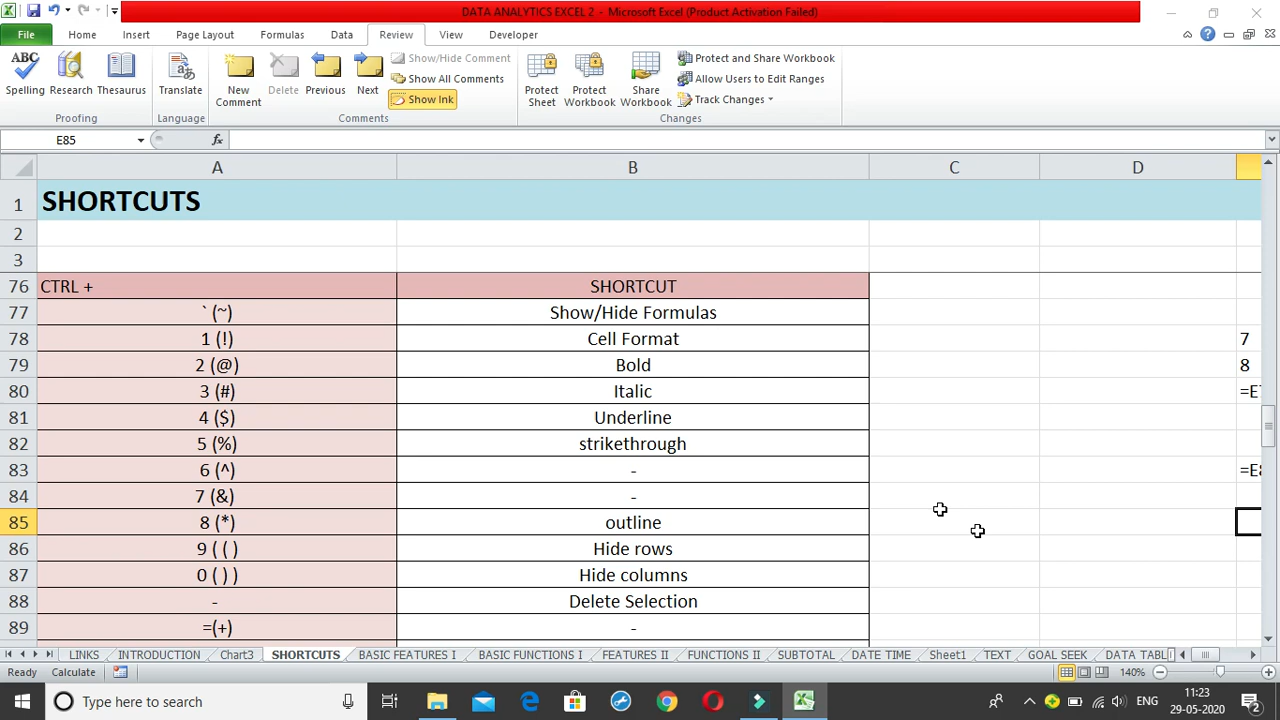 DATA ANALYTICS EXCEL 2 - Microsoft Excel (Product Activation Failed)
File Home Insert Page Layout Formulas Data Review View Developer
ABC
Spelling Research Thesaurus
Proofing
Translate
Language
New Comment Delete Previous Next
Show/Hide Comment
Show All Comments
Show Ink
Comments
Protect Sheet Protect Workbook Share Workbook
Protect and Share Workbook
Allow Users to Edit Ranges
Track Changes
Changes
E85 fx
A B C D
1 SHORTCUTS
2
3
76 CTRL + SHORTCUT
77 ` (~) Show/Hide Formulas
78 1 (!) Cell Format 7
79 2 (@) Bold 8
80 3 (#) Italic =E7
81 4 ($) Underline
82 5 (%) strikethrough
83 6 (^) - =E8
84 7 (&) -
85 8 (*) outline
86 9 ( ( ) Hide rows
87 0 ( ) ) Hide columns
88 - Delete Selection
89 =(+) -
LINKS INTRODUCTION Chart3 SHORTCUTS BASIC FEATURES I BASIC FUNCTIONS I FEATURES II FUNCTIONS II SUBTOTAL DATE TIME Sheet1 TEXT GOAL SEEK DATA TABL
Ready Calculate 140%
Type here to search ENG 11:23
29-05-2020 2